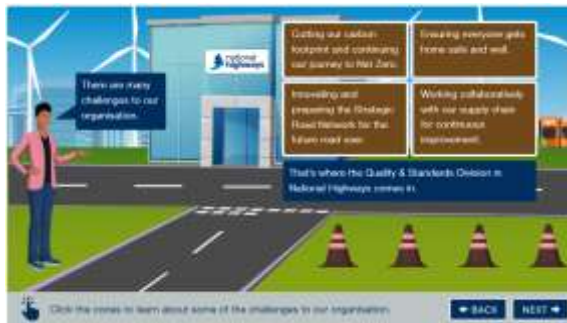 There are many
challenges to our
organisation.
national
highways
Cutting our carbon
footprint and continuing
our journey to Net Zero.
Ensuring everyone gets
home safe and well.
Innovating and
preparing the Strategic
Road Network for the
future road user.
Working collaboratively
with our supply chain
for continuous
improvement.
That's where the Quality & Standards Division in
National Highways comes in.
Click the cones to learn about some of the challenges to our organisation.
BACK
NEXT